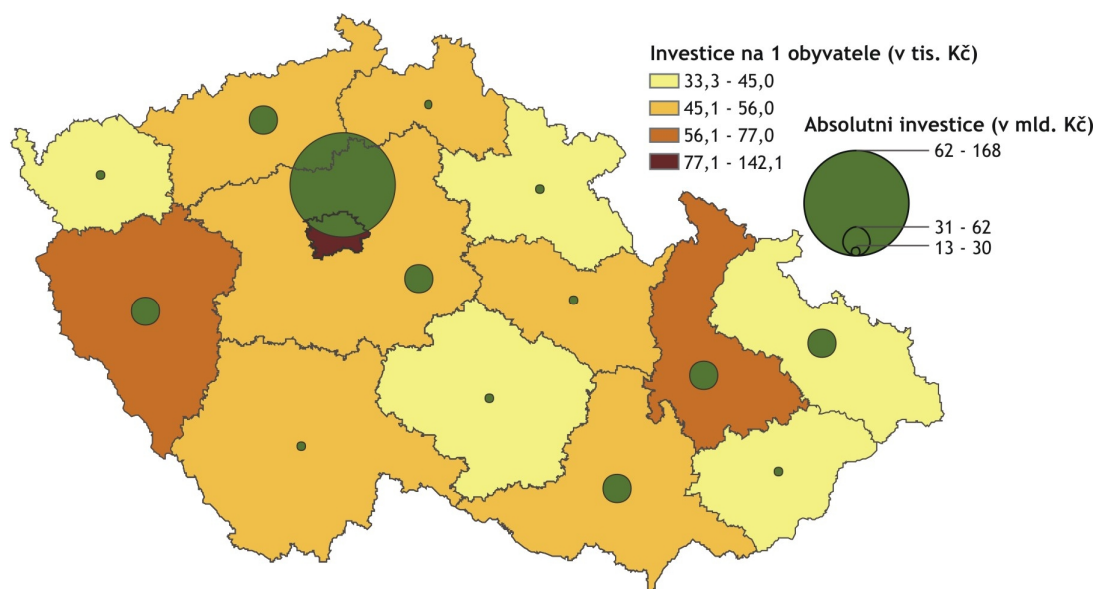 Investice na 1 obyvatele (v tis. Kč)
33,3 - 45,0
45,1 - 56,0
56,1 - 77,0
77,1 - 142,1
Absolutni investice (v mld. Kč)
62 - 168
31 - 62
13 - 30